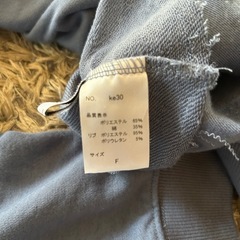 NO. ka30
品質表示
ポリエステル 65%
綿 35%
リブ ポリエステル 95%
ポリウレタン 5%
サイズ
F